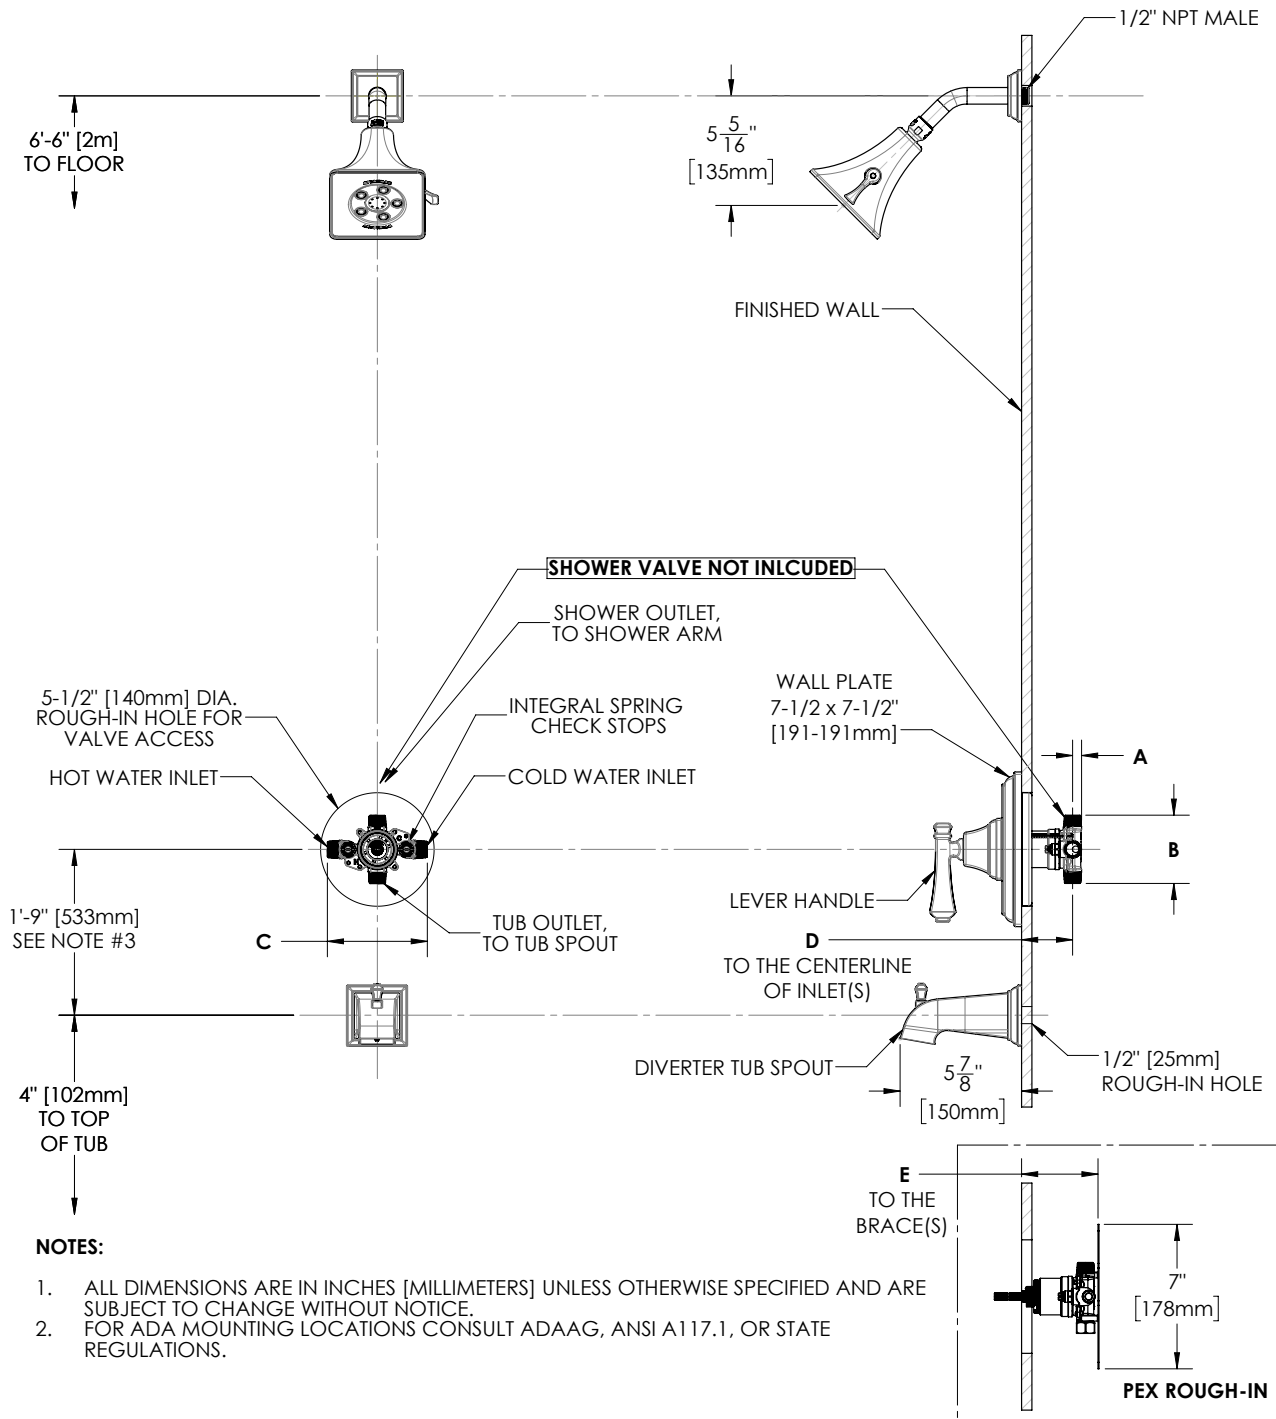 1/2" NPT MALE
6'-6" [2m]
TO FLOOR
5 5/16"
[135mm]
FINISHED WALL
SHOWER VALVE NOT INLCUDED
SHOWER OUTLET,
TO SHOWER ARM
5-1/2" [140mm] DIA.
ROUGH-IN HOLE FOR
VALVE ACCESS
INTEGRAL SPRING
CHECK STOPS
WALL PLATE
7-1/2 x 7-1/2"
[191-191mm]
HOT WATER INLET
COLD WATER INLET
A
B
LEVER HANDLE
1'-9" [533mm]
SEE NOTE #3
C
TUB OUTLET,
TO TUB SPOUT
D
TO THE CENTERLINE
OF INLET(S)
DIVERTER TUB SPOUT
5 7/8"
[150mm]
1/2" [25mm]
ROUGH-IN HOLE
4" [102mm]
TO TOP
OF TUB
E
TO THE
BRACE(S)
7"
[178mm]
PEX ROUGH-IN
NOTES:
1. ALL DIMENSIONS ARE IN INCHES [MILLIMETERS] UNLESS OTHERWISE SPECIFIED AND ARE
SUBJECT TO CHANGE WITHOUT NOTICE.
2. FOR ADA MOUNTING LOCATIONS CONSULT ADAAG, ANSI A117.1, OR STATE
REGULATIONS.